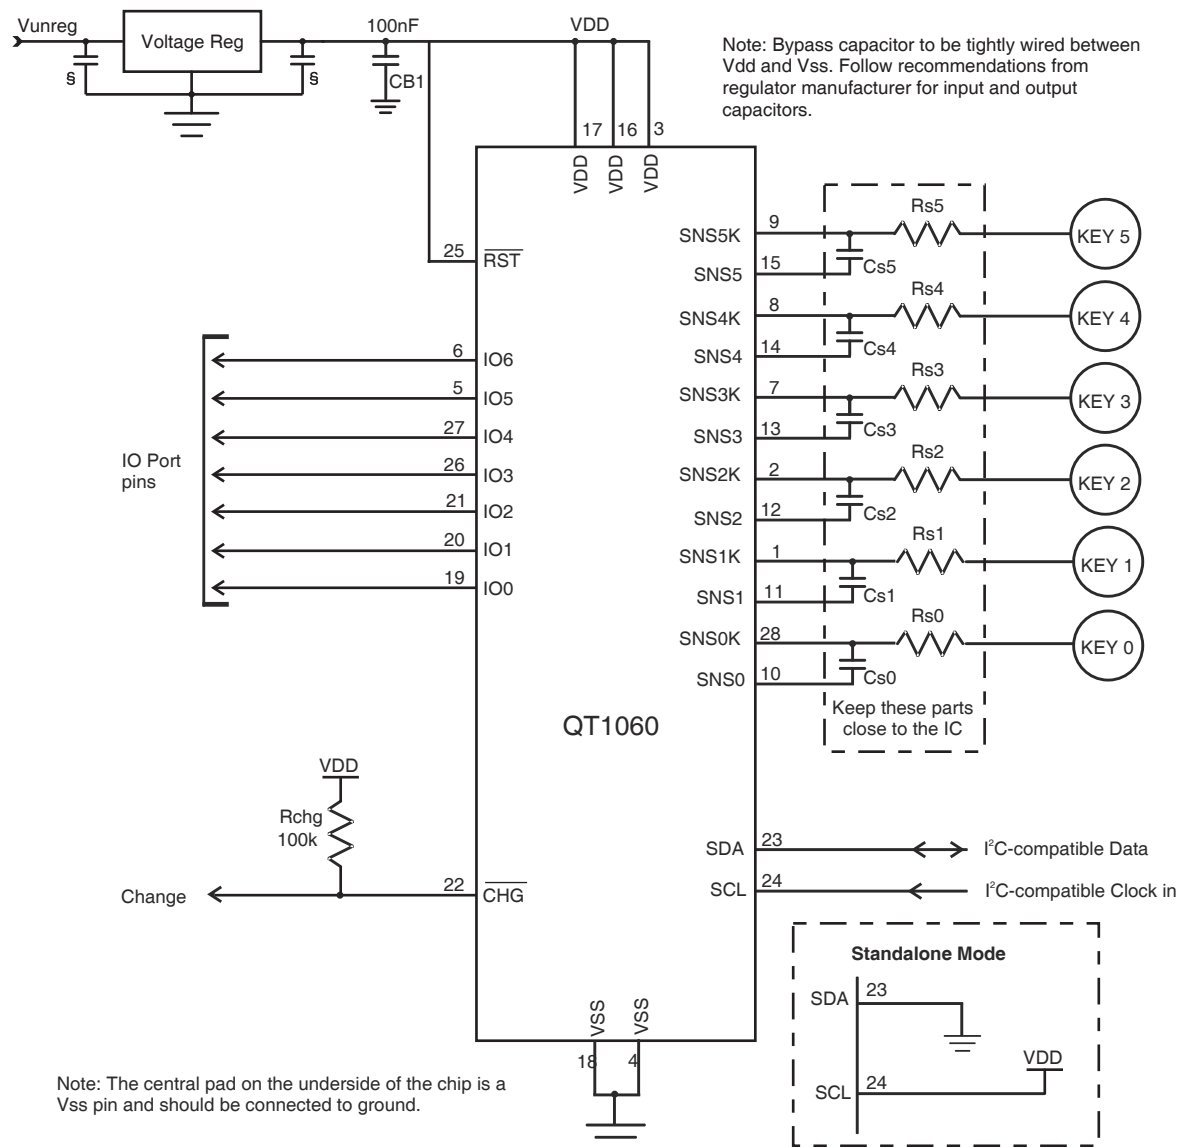 Vunreg
Voltage Reg
§
§
100nF
CB1
VDD
Note: Bypass capacitor to be tightly wired between
Vdd and Vss. Follow recommendations from
regulator manufacturer for input and output
capacitors.
17 16 3
VDD VDD VDD
25 RST
6 IO6
5 IO5
27 IO4
26 IO3
21 IO2
20 IO1
19 IO0
IO Port
pins
SNS5K 9 Rs5 KEY 5
SNS5 15 Cs5
SNS4K 8 Rs4 KEY 4
SNS4 14 Cs4
SNS3K 7 Rs3 KEY 3
SNS3 13 Cs3
SNS2K 2 Rs2 KEY 2
SNS2 12 Cs2
SNS1K 1 Rs1 KEY 1
SNS1 11 Cs1
SNS0K 28 Rs0 KEY 0
SNS0 10 Cs0
Keep these parts
close to the IC
QT1060
VDD
Rchg
100k
Change 22 CHG
SDA 23 I²C-compatible Data
SCL 24 I²C-compatible Clock in
Standalone Mode
SDA 23
SCL 24 VDD
VSS VSS
18 4
Note: The central pad on the underside of the chip is a
Vss pin and should be connected to ground.